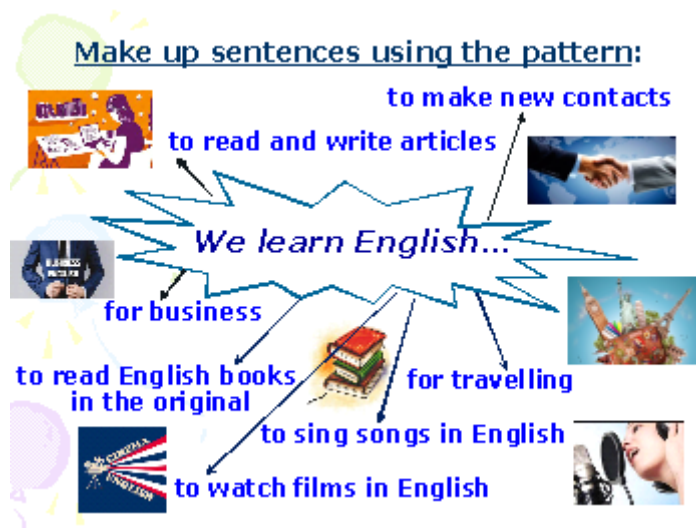 Make up sentences using the pattern:
to make new contacts
to read and write articles
We learn English...
for business
to read English books
in the original
for travelling
to sing songs in English
to watch films in English
CINEMA
ENGLISH